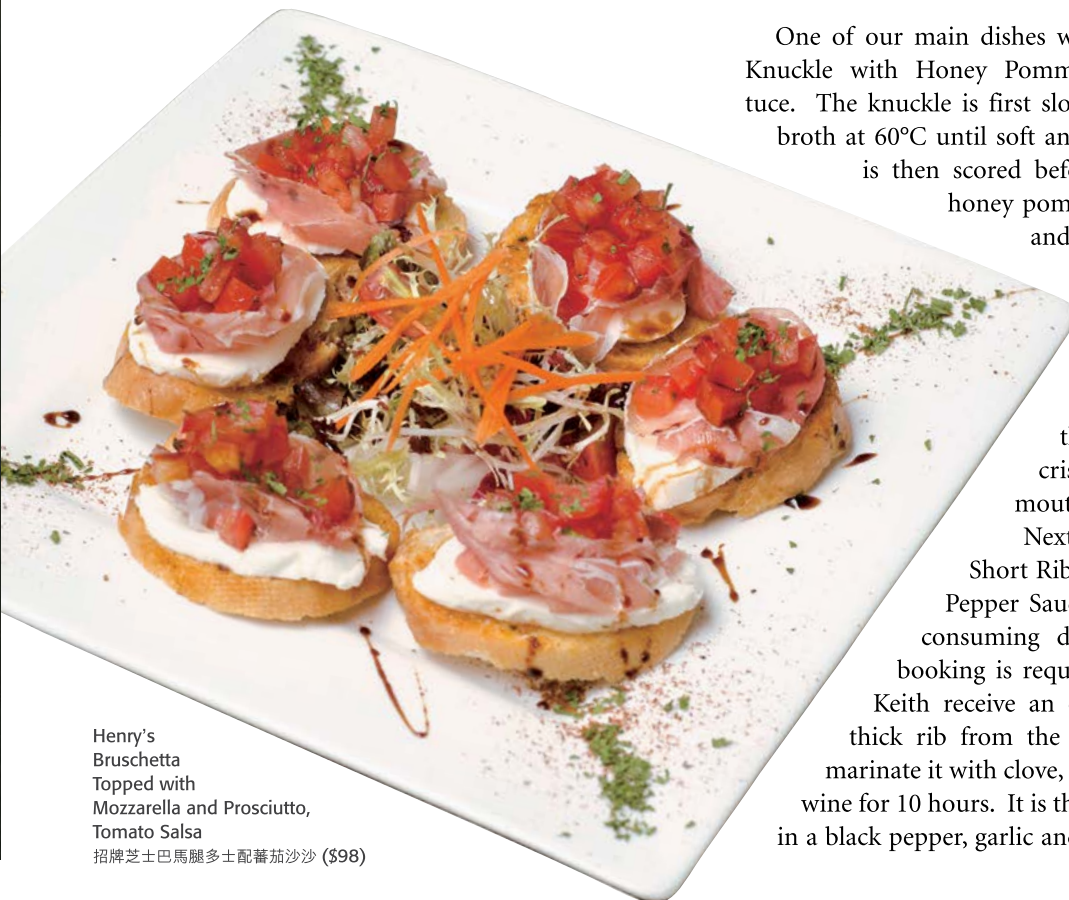 One of our main dishes w
Knuckle with Honey Pomm
tuce. The knuckle is first slo
broth at 60°C until soft an
is then scored bef
honey pom
and
t
cris
mout
Next
Short Rib
Pepper Sau
consuming d
booking is requ
Keith receive an
thick rib from the
marinate it with clove,
wine for 10 hours. It is th
in a black pepper, garlic and
Henry's
Bruschetta
Topped with
Mozzarella and Prosciutto,
Tomato Salsa
招牌芝士巴馬腿多士配蕃茄沙沙 ($98)